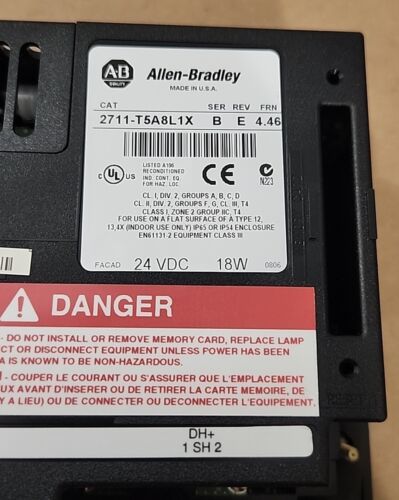 AB
QUALITY
Allen-Bradley
MADE IN U.S.A.
CAT SER REV FRN
2711-T5A8L1X B E 4.46
C UL US
LISTED A196
RECONDITIONED
IND. CONT. EQ.
FOR HAZ. LOC.
CE
N223
CL I, DIV. 2, GROUPS A, B, C, D
CL II, DIV. 2, GROUPS F, G, CL III, T4
CLASS I, ZONE 2 GROUP IIC, T4
FOR USE ON A FLAT SURFACE OF A TYPE 12,
13,4X (INDOOR USE ONLY) IP65 OR IP54 ENCLOSURE
EN61131-2 EQUIPMENT CLASS III
FACAD 24 VDC 18W 0806
DANGER
- DO NOT INSTALL OR REMOVE MEMORY CARD, REPLACE LAMP
CT OR DISCONNECT EQUIPMENT UNLESS POWER HAS BEEN
A IS KNOWN TO BE NON-HAZARDOUS.
- COUPER LE COURANT OU S'ASSURER QUE L'EMPLACEMENT
UX AVANT D'INSERER OU DE RETIRER LA CARTE MEMOIRE, DE
Y A LIEU) OU DE CONNECTER OU DECONNECTER L'EQUIPEMENT.
DH+
1 SH 2